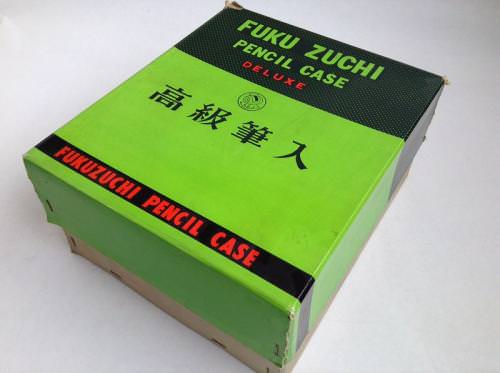 FUKU ZUCHI
PENCIL CASE
DELUXE
高級筆入
FUKUZUCHI PENCIL CASE